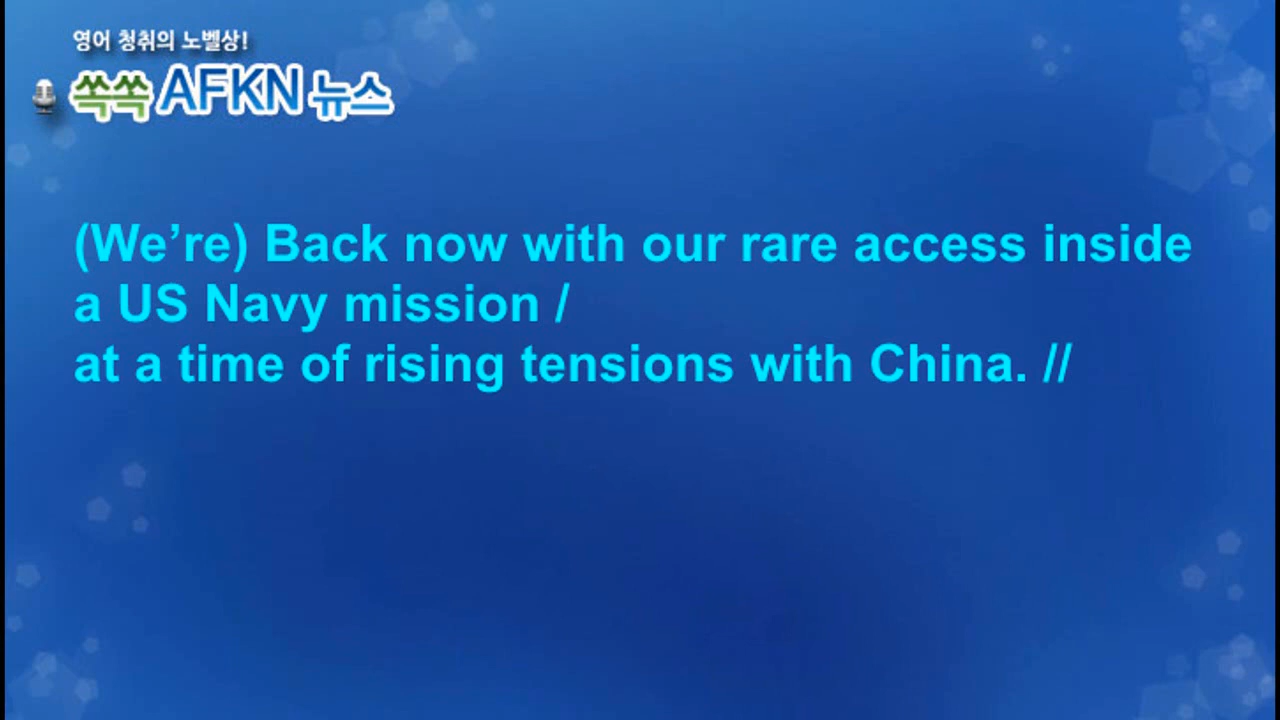 영어 청취의 노벨상!
쏙쏙 AFKN 뉴스
(We’re) Back now with our rare access inside
a US Navy mission /
at a time of rising tensions with China. //